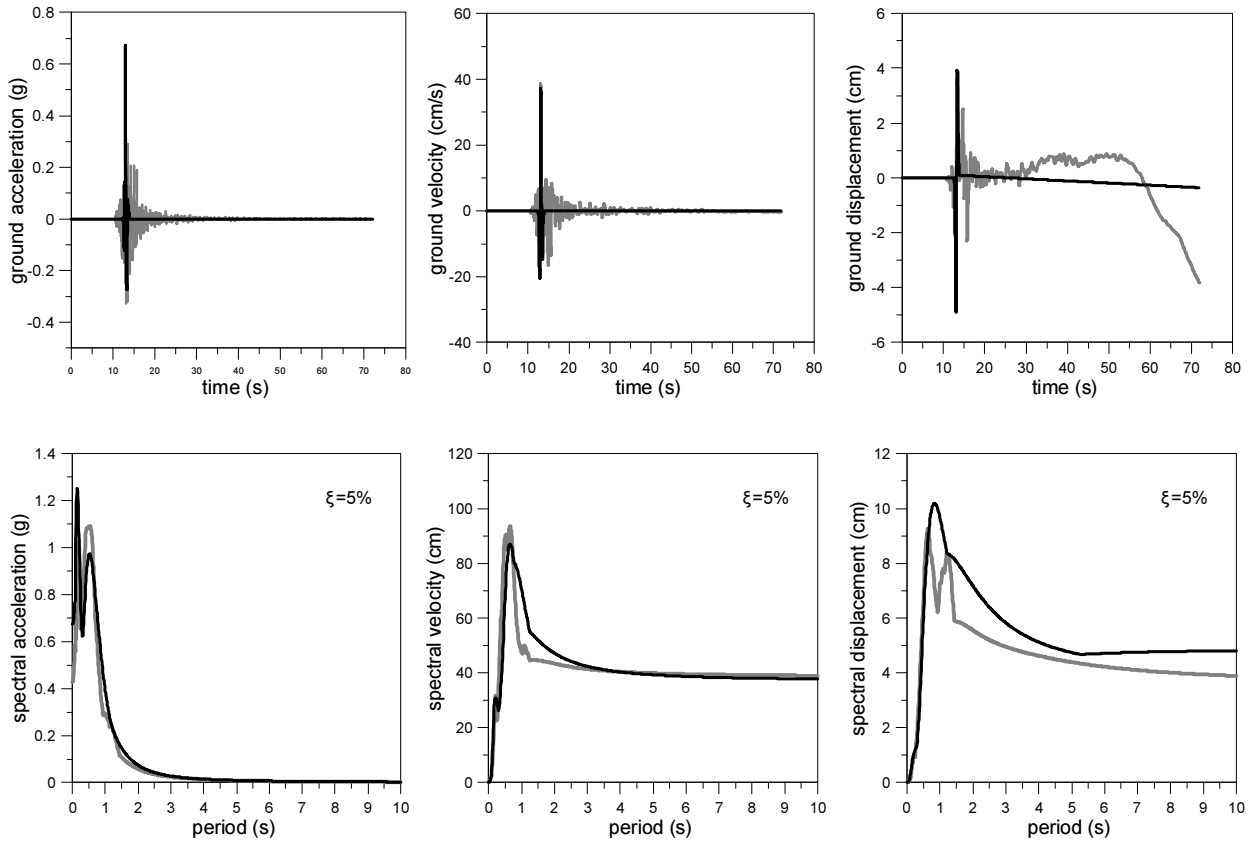 ground acceleration (g)
0.8
0.6
0.4
0.2
0
-0.2
-0.4
0 10 20 30 40 50 60 70 80
time (s)
ground velocity (cm/s)
60
40
20
0
-20
-40
0 10 20 30 40 50 60 70 80
time (s)
ground displacement (cm)
6
4
2
0
-2
-4
-6
0 10 20 30 40 50 60 70 80
time (s)
spectral acceleration (g)
1.4
1.2
1
0.8
0.6
0.4
0.2
0
ξ=5%
0 1 2 3 4 5 6 7 8 9 10
period (s)
spectral velocity (cm)
120
100
80
60
40
20
0
ξ=5%
0 1 2 3 4 5 6 7 8 9 10
period (s)
spectral displacement (cm)
12
10
8
6
4
2
0
ξ=5%
0 1 2 3 4 5 6 7 8 9 10
period (s)